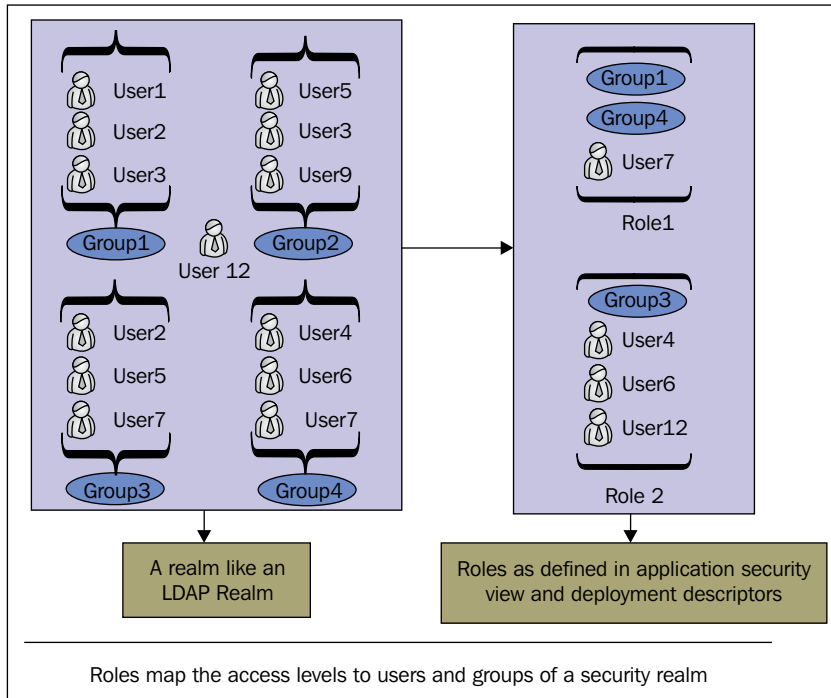 User1
User2
User3
Group1
User5
User3
User9
Group2
User 12
User2
User5
User7
Group3
User4
User6
User7
Group4
Group1
Group4
User7
Role1
Group3
User4
User6
User12
Role 2
A realm like an
LDAP Realm
Roles as defined in application security
view and deployment descriptors
Roles map the access levels to users and groups of a security realm